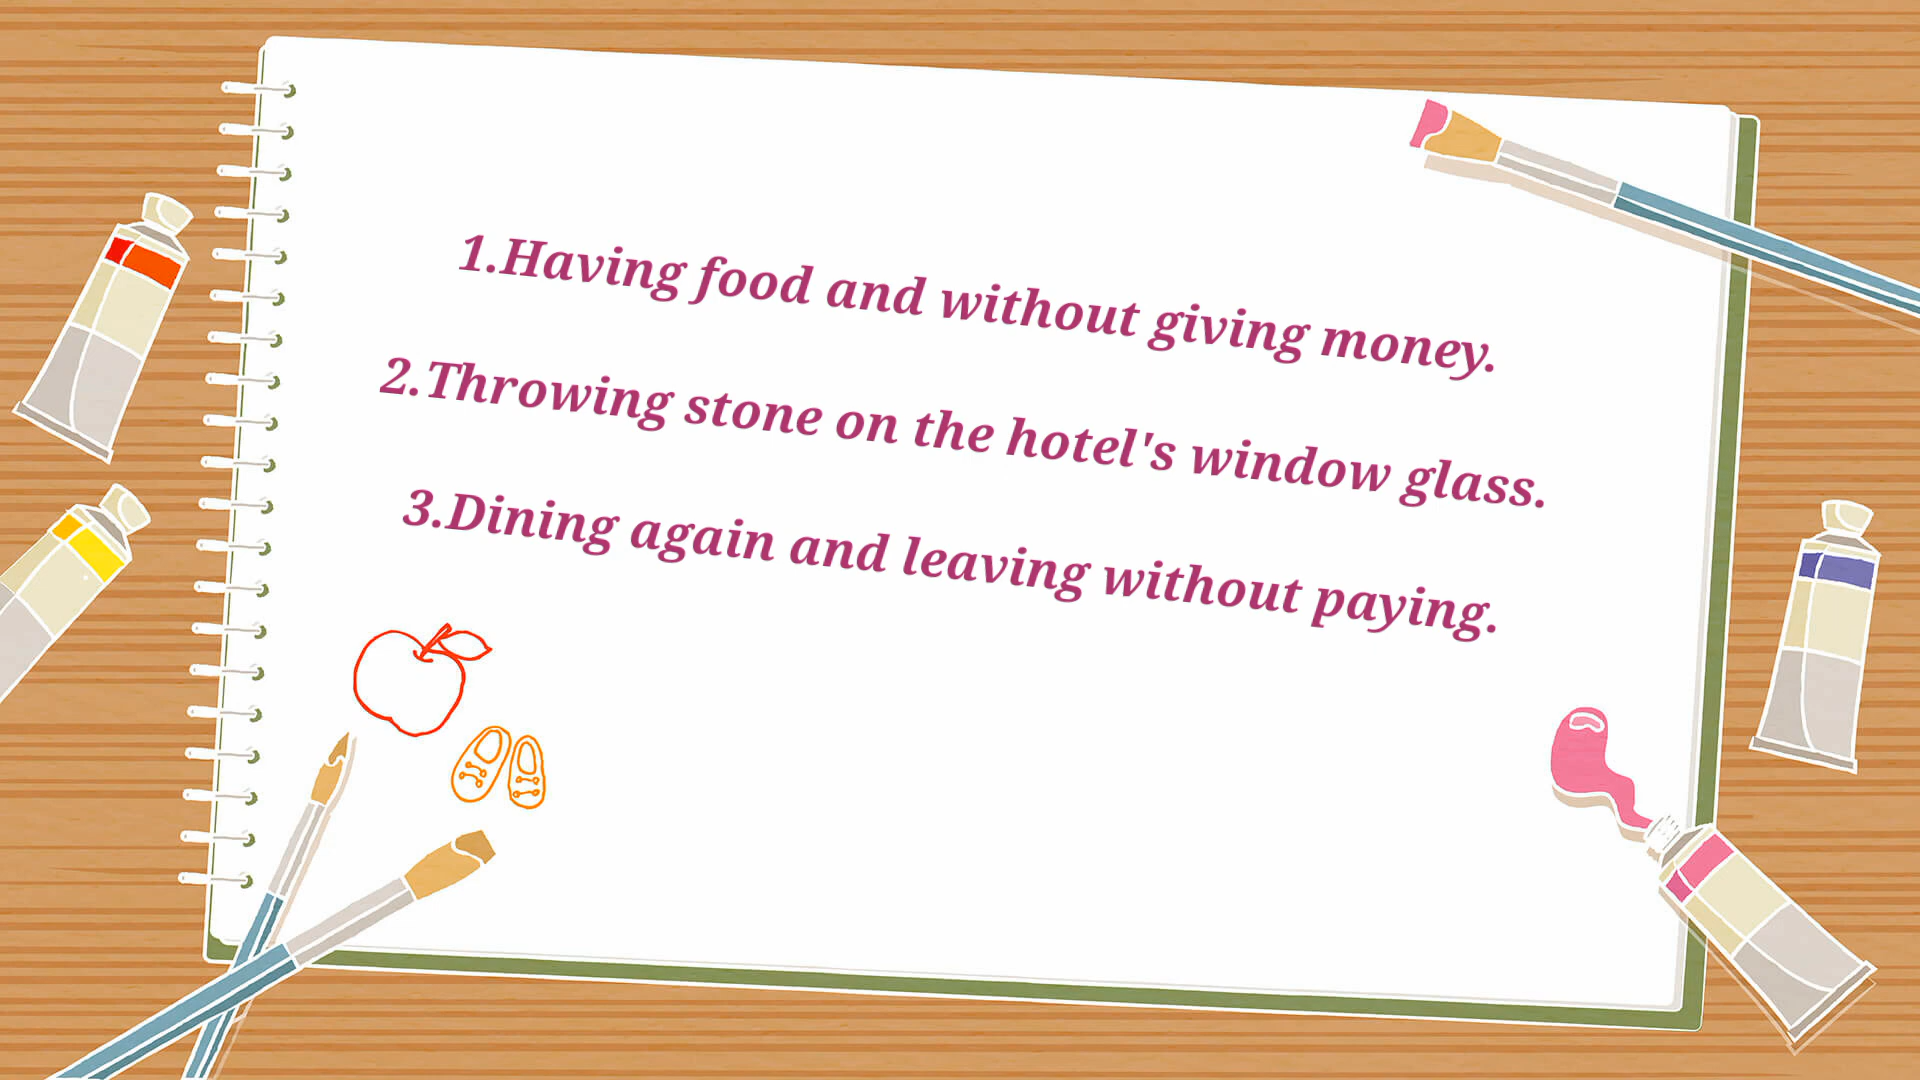 1.Having food and without giving money.
2.Throwing stone on the hotel's window glass.
3.Dining again and leaving without paying.